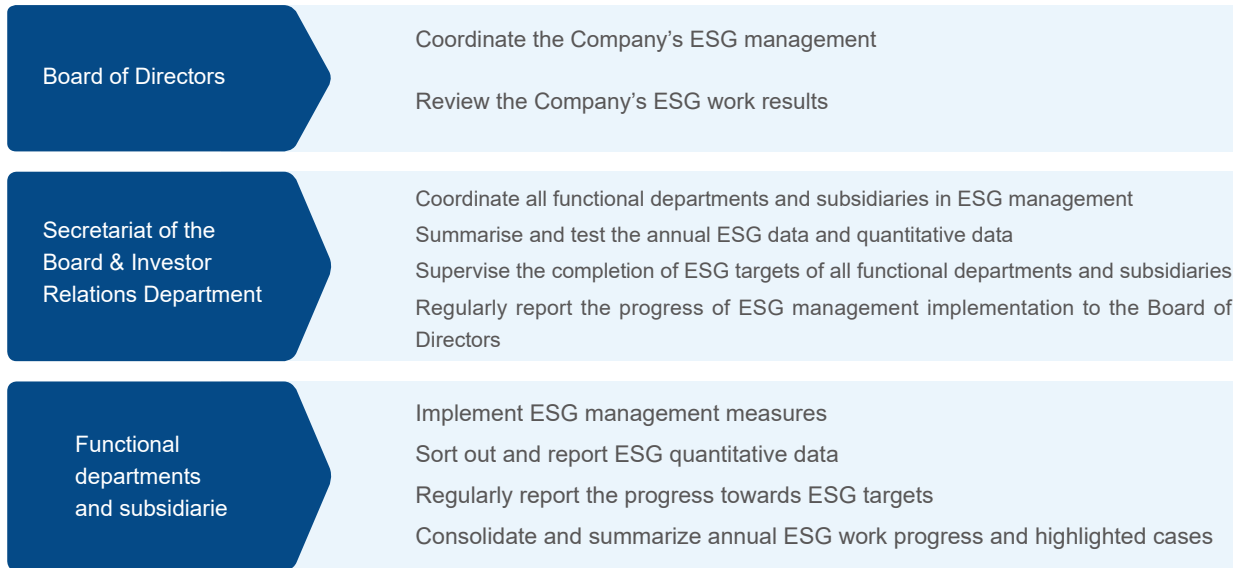 Board of Directors
Coordinate the Company’s ESG management
Review the Company’s ESG work results
Secretariat of the
Board & Investor
Relations Department
Coordinate all functional departments and subsidiaries in ESG management
Summarise and test the annual ESG data and quantitative data
Supervise the completion of ESG targets of all functional departments and subsidiaries
Regularly report the progress of ESG management implementation to the Board of
Directors
Functional
departments
and subsidiarie
Implement ESG management measures
Sort out and report ESG quantitative data
Regularly report the progress towards ESG targets
Consolidate and summarize annual ESG work progress and highlighted cases